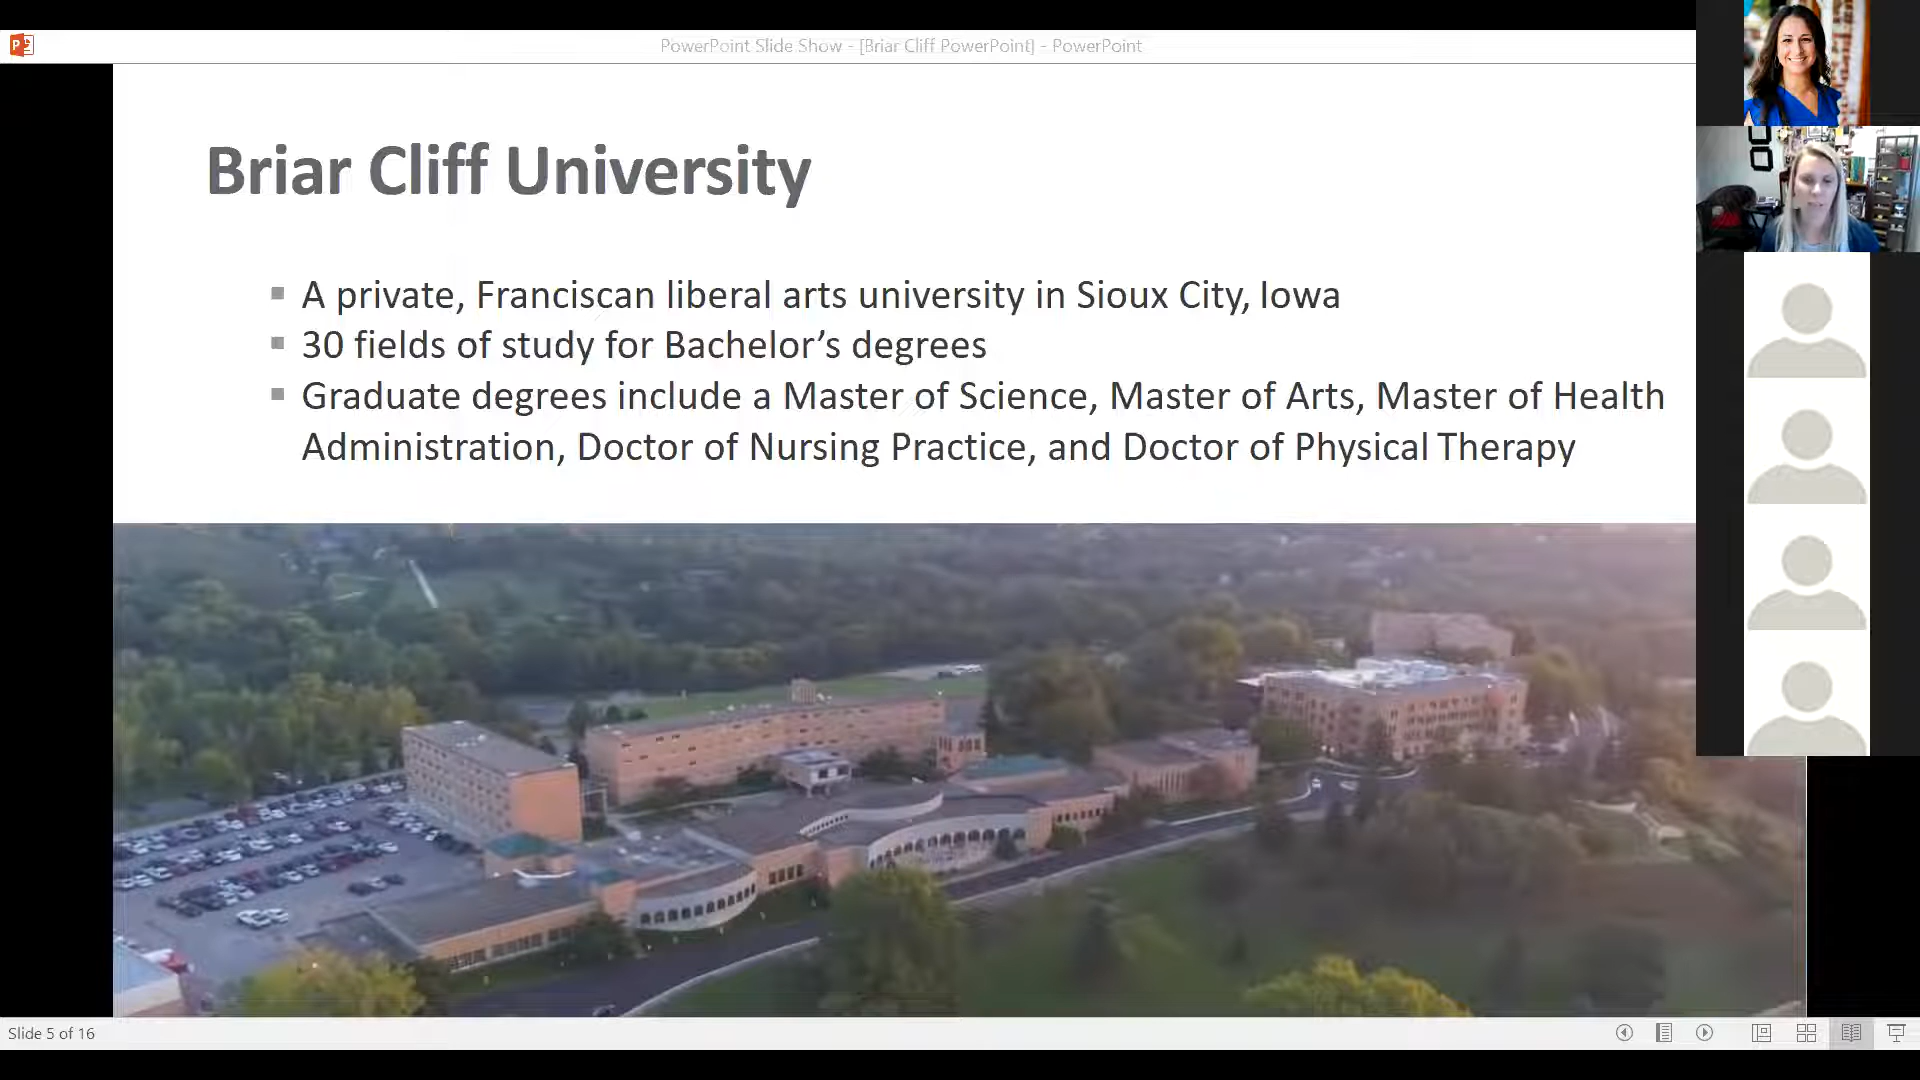 PowerPoint Slide Show - [Briar Cliff PowerPoint] - PowerPoint
Briar Cliff University
A private, Franciscan liberal arts university in Sioux City, Iowa
30 fields of study for Bachelor’s degrees
Graduate degrees include a Master of Science, Master of Arts, Master of Health
Administration, Doctor of Nursing Practice, and Doctor of Physical Therapy
Slide 5 of 16